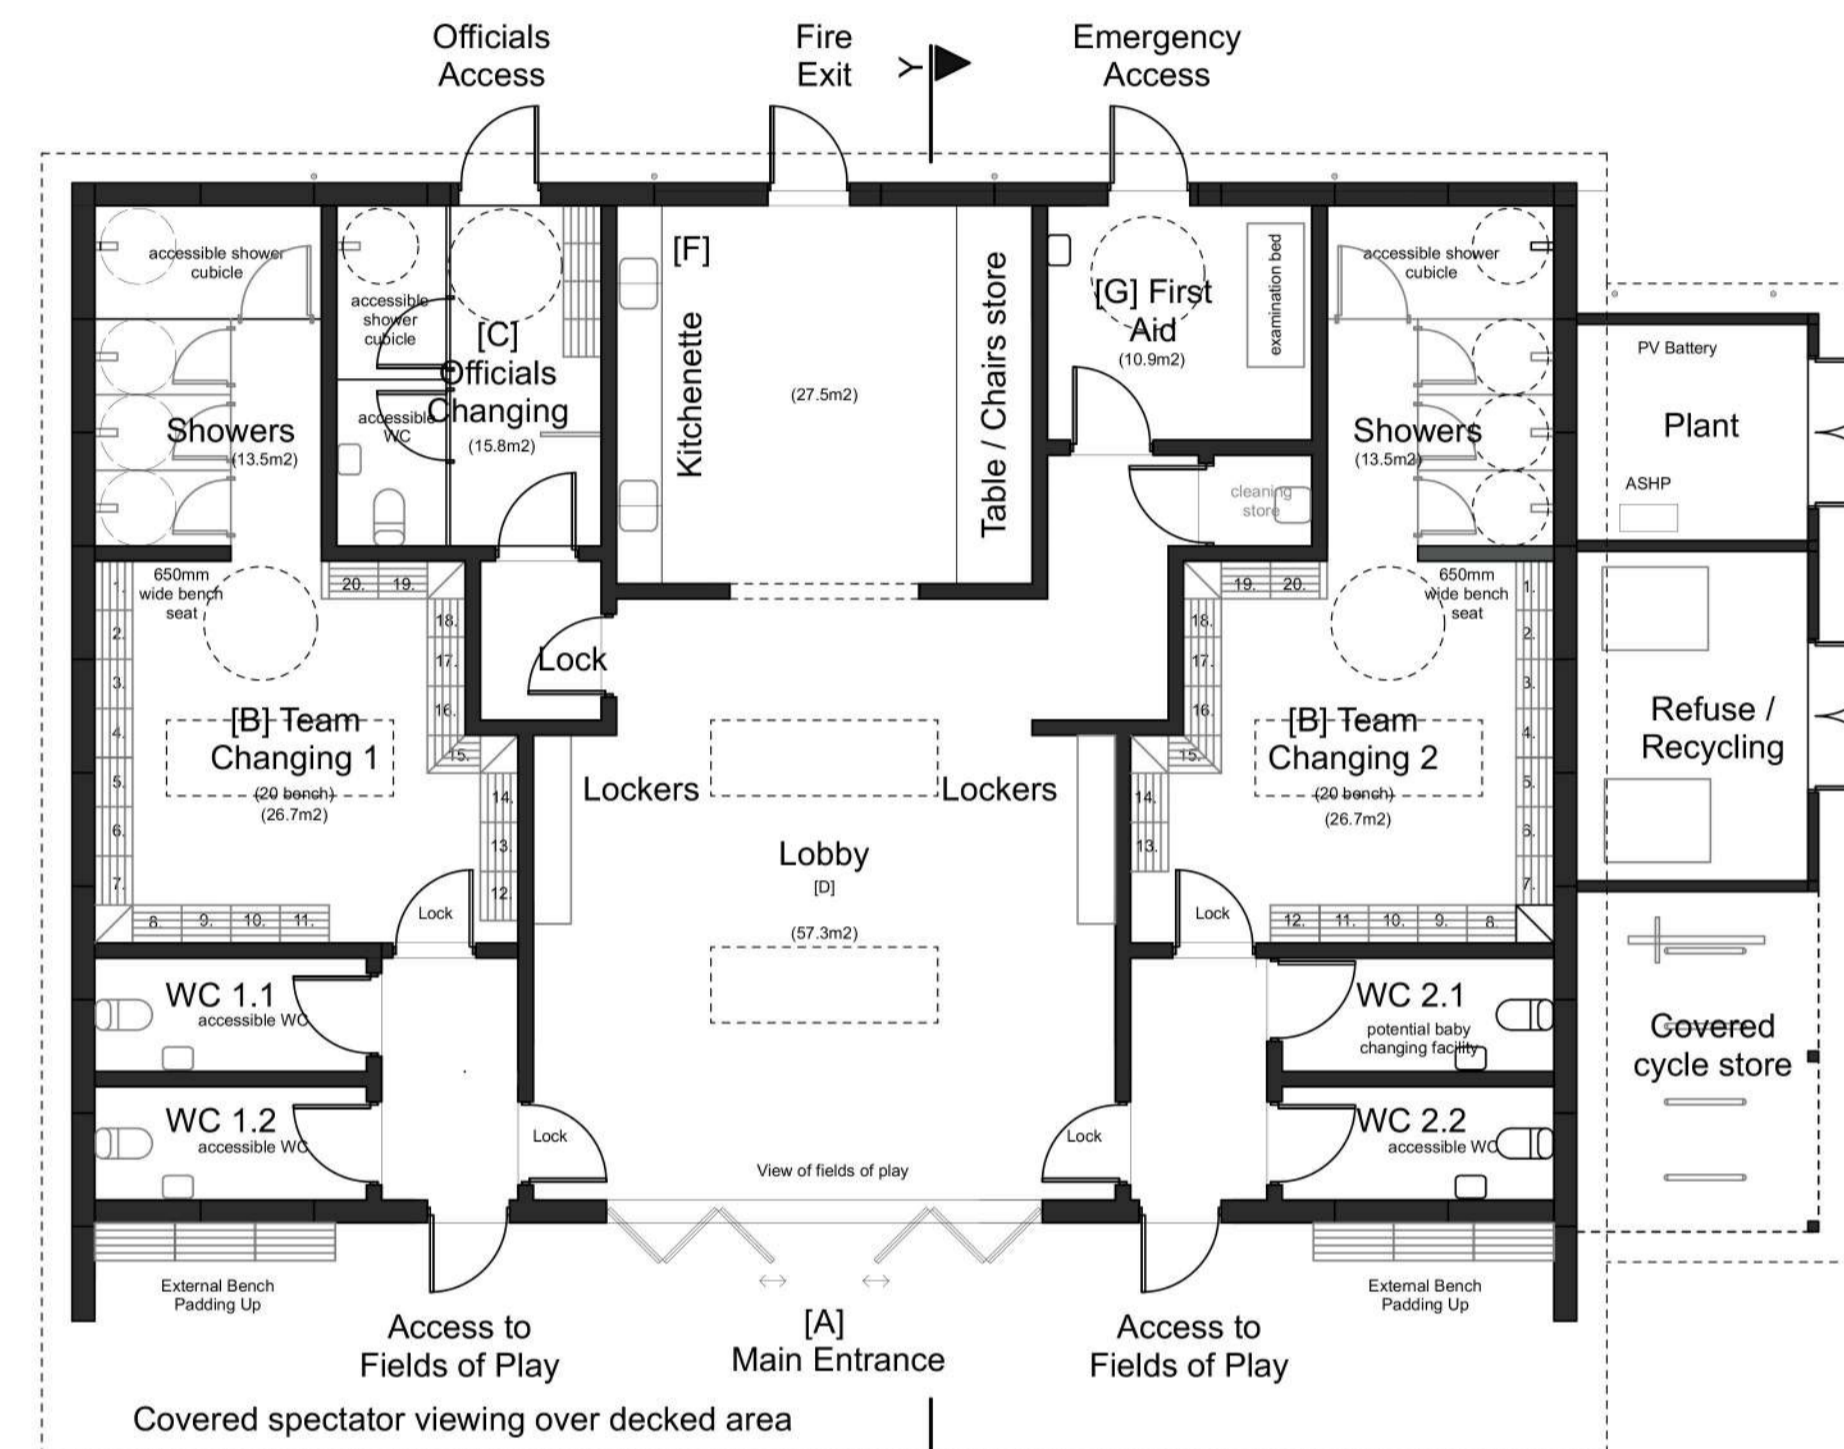 Officials
Access
Fire
Exit
Y
Emergency
Access
accessible shower
cubicle
accessible
shower
cubicle
[C]
Officials
Changing
(15.8m2)
accessible
WC
Showers
(13.5m2)
[F]
Kitchenette
(27.5m2)
Table / Chairs store
[G] First
Aid
(10.9m2)
examination bed
cleaning
store
accessible shower
cubicle
Showers
(13.5m2)
PV Battery
Plant
ASHP
650mm
wide bench
seat
1.
2.
3.
4.
5.
6.
7.
8.
9.
10.
11.
12.
13.
14.
15.
16.
17.
18.
19.
20.
[B] Team
Changing 1
(20 bench)
(26.7m2)
Lock
Lock
Lockers
Lockers
Lobby
[D]
(57.3m2)
650mm
wide bench
seat
1.
2.
3.
4.
5.
6.
7.
8.
9.
10.
11.
12.
13.
14.
15.
16.
17.
18.
19.
20.
[B] Team
Changing 2
(20 bench)
(26.7m2)
Lock
Refuse /
Recycling
WC 1.1
accessible WC
WC 1.2
accessible WC
Lock
View of fields of play
Lock
WC 2.1
potential baby
changing facility
WC 2.2
accessible WC
Covered
cycle store
External Bench
Padding Up
Access to
Fields of Play
[A]
Main Entrance
Access to
Fields of Play
External Bench
Padding Up
Covered spectator viewing over decked area